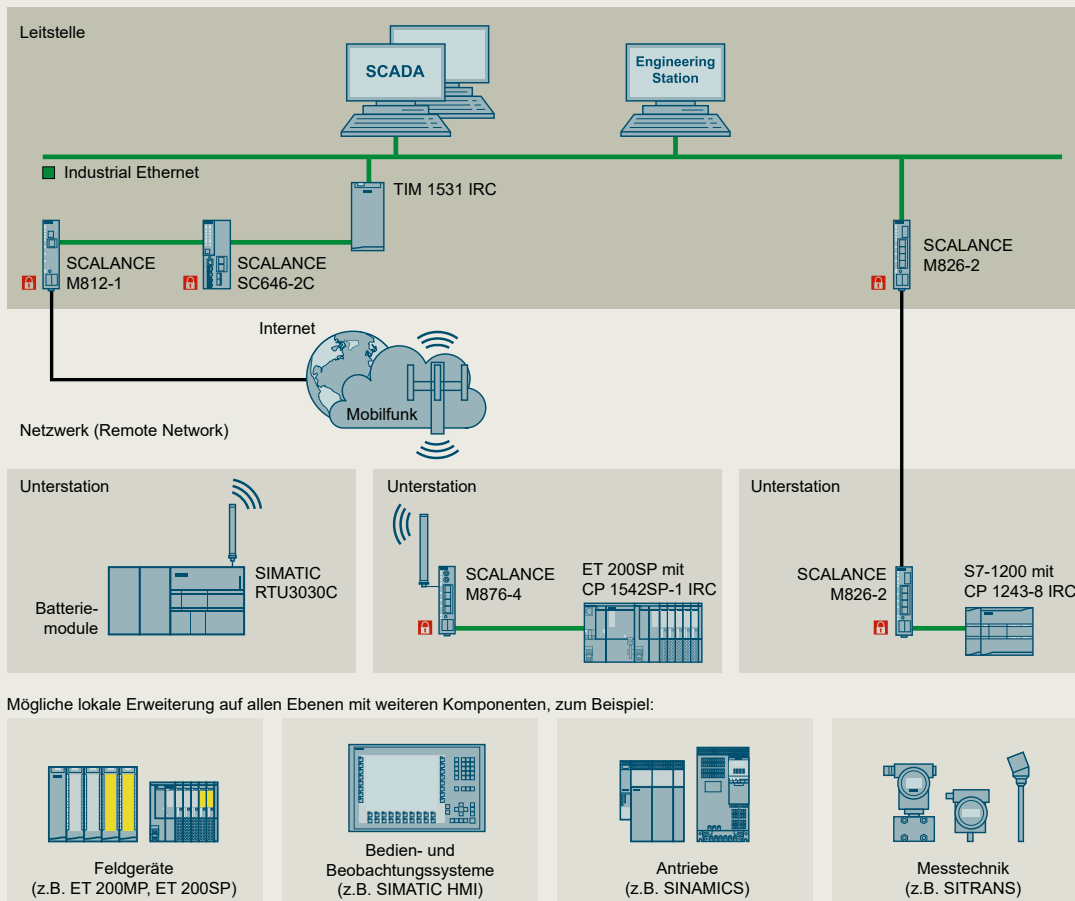 Leitstelle
SCADA
Engineering
Station
Industrial Ethernet
TIM 1531 IRC
SCALANCE
M812-1
SCALANCE
SC646-2C
SCALANCE
M826-2
Internet
Mobilfunk
Netzwerk (Remote Network)
Unterstation
SIMATIC
RTU3030C
Batterie-
module
Unterstation
SCALANCE
M876-4
ET 200SP mit
CP 1542SP-1 IRC
Unterstation
SCALANCE
M826-2
S7-1200 mit
CP 1243-8 IRC
Mögliche lokale Erweiterung auf allen Ebenen mit weiteren Komponenten, zum Beispiel:
Feldgeräte
(z.B. ET 200MP, ET 200SP)
Bedien- und
Beobachtungssysteme
(z.B. SIMATIC HMI)
Antriebe
(z.B. SINAMICS)
Messtechnik
(z.B. SITRANS)